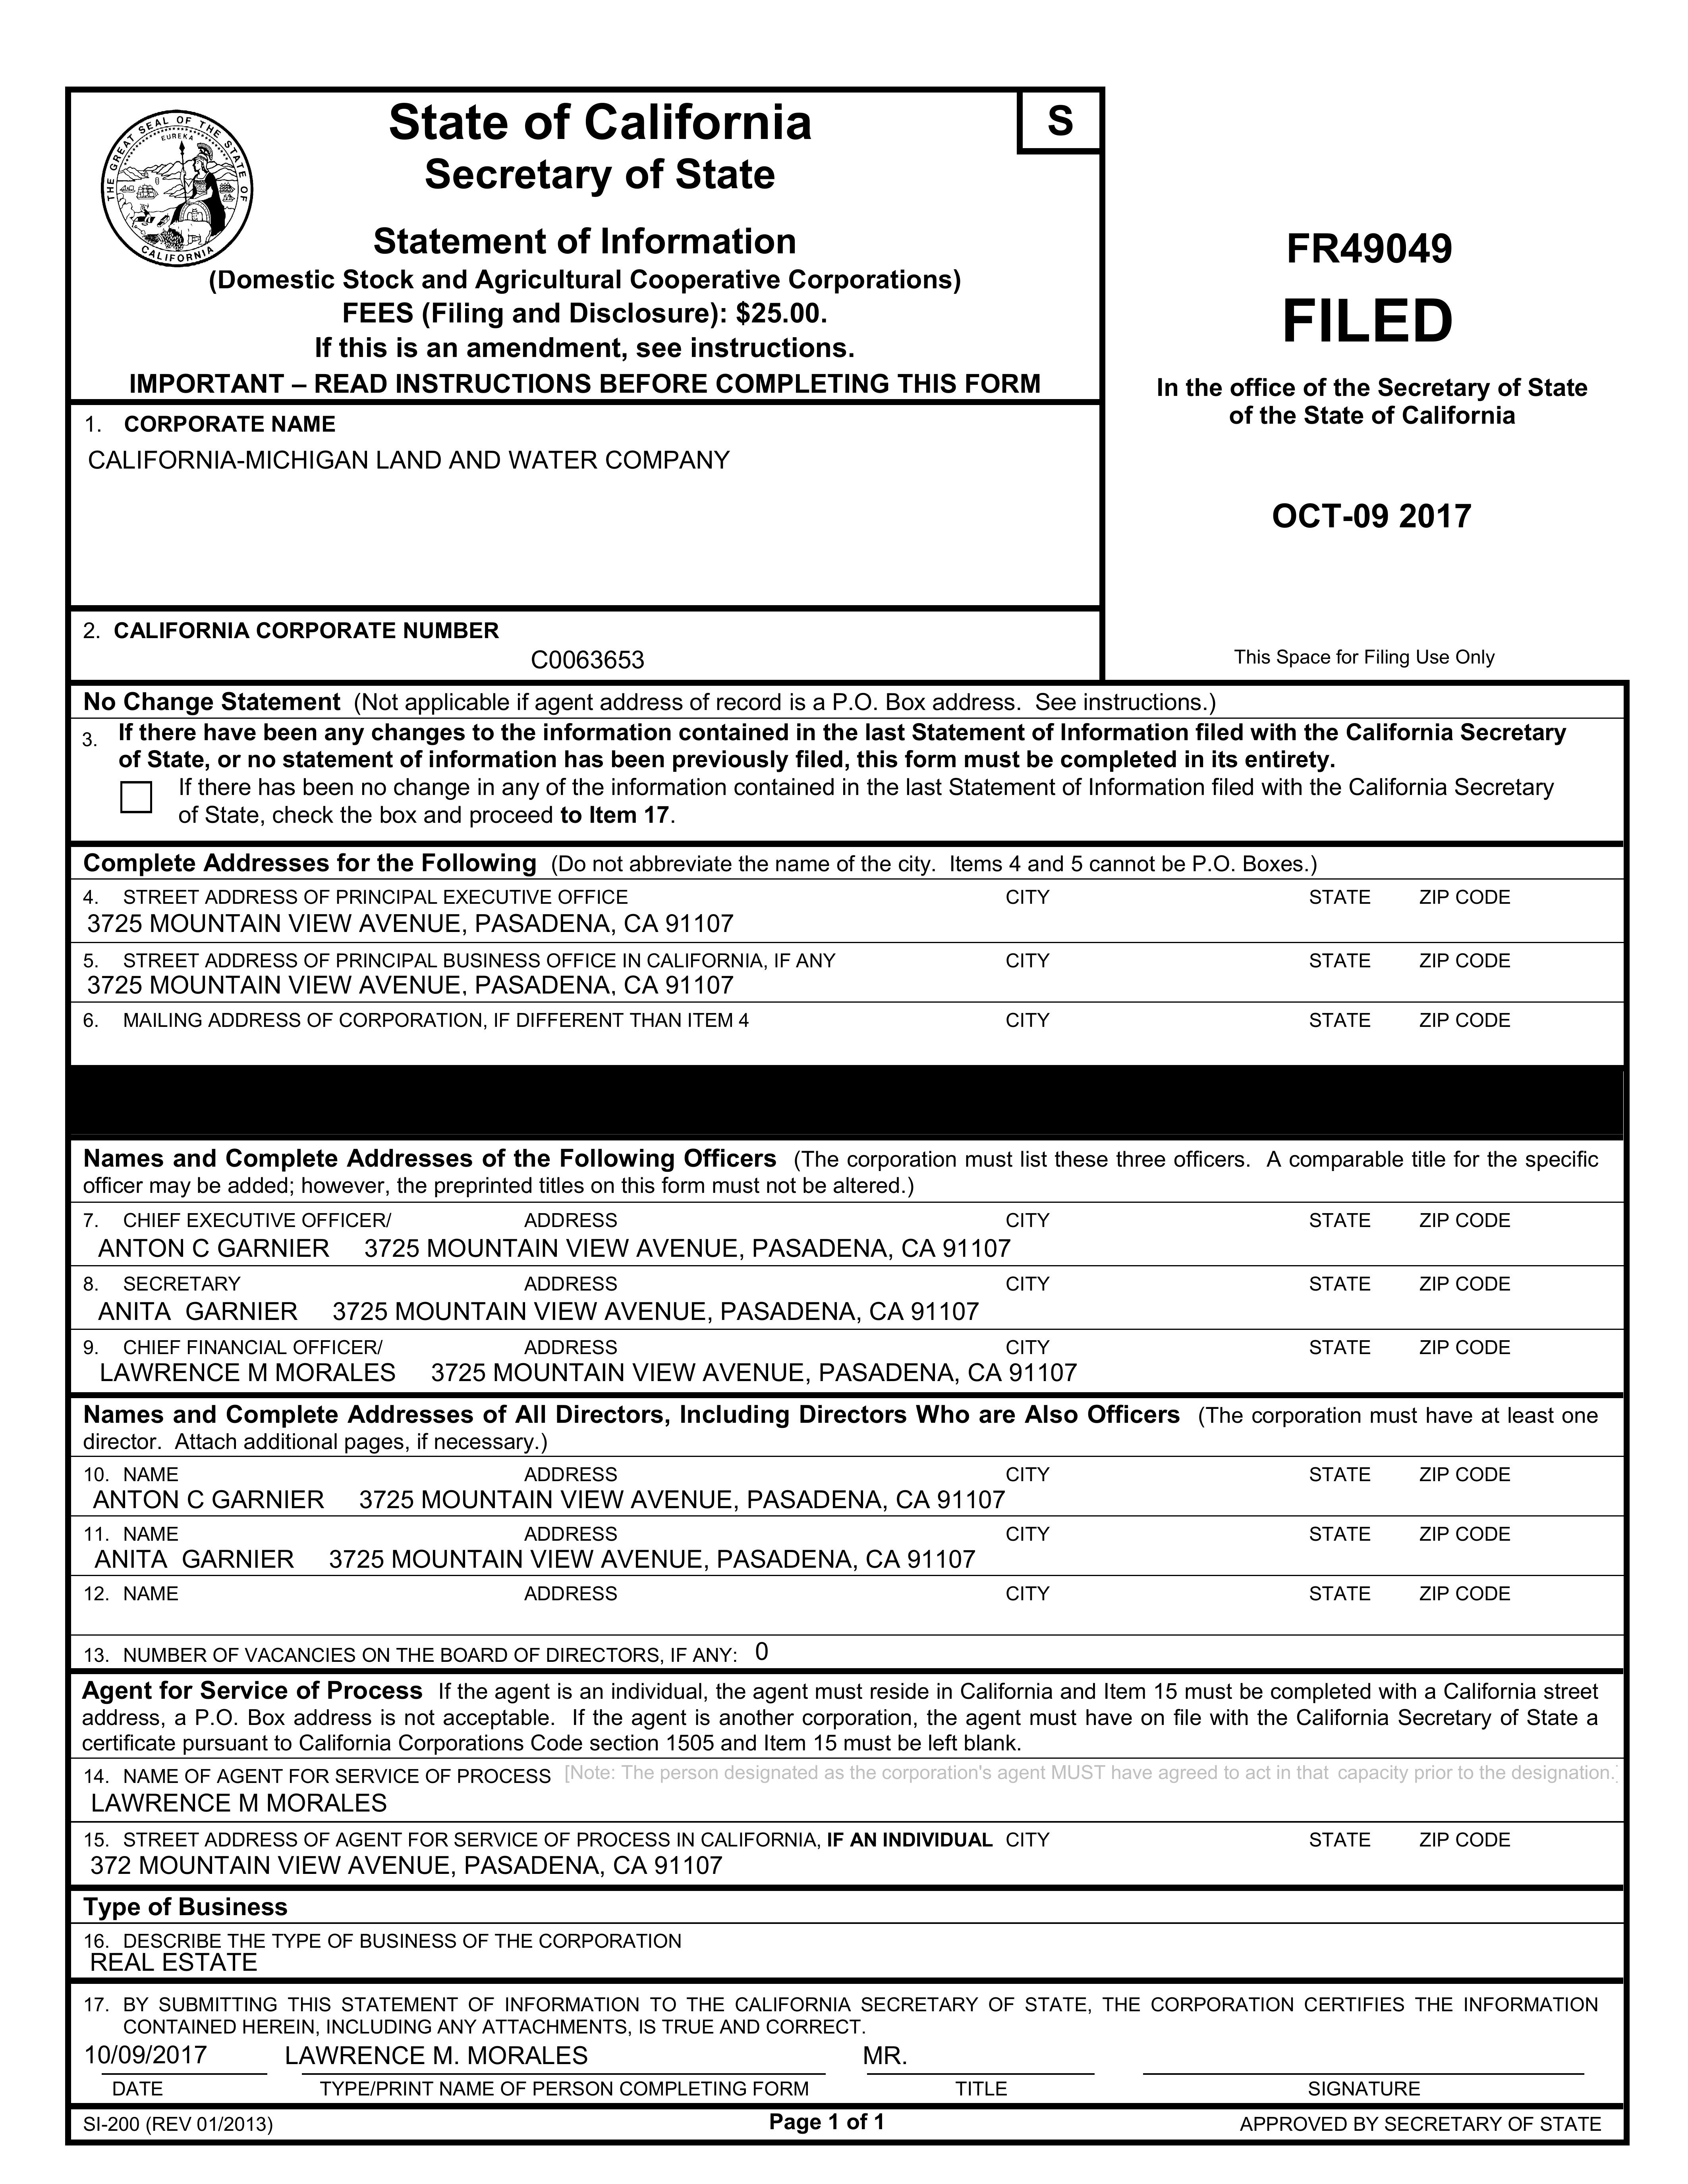 THE GREAT SEAL OF THE STATE OF CALIFORNIA
EUREKA
State of California
Secretary of State
S
Statement of Information
(Domestic Stock and Agricultural Cooperative Corporations)
FEES (Filing and Disclosure): $25.00.
If this is an amendment, see instructions.
IMPORTANT – READ INSTRUCTIONS BEFORE COMPLETING THIS FORM
FR49049
FILED
In the office of the Secretary of State
of the State of California
OCT-09 2017
1. CORPORATE NAME
CALIFORNIA-MICHIGAN LAND AND WATER COMPANY
2. CALIFORNIA CORPORATE NUMBER
C0063653
This Space for Filing Use Only
No Change Statement (Not applicable if agent address of record is a P.O. Box address. See instructions.)
3. If there have been any changes to the information contained in the last Statement of Information filed with the California Secretary
of State, or no statement of information has been previously filed, this form must be completed in its entirety.
If there has been no change in any of the information contained in the last Statement of Information filed with the California Secretary
of State, check the box and proceed to Item 17.
Complete Addresses for the Following (Do not abbreviate the name of the city. Items 4 and 5 cannot be P.O. Boxes.)
4. STREET ADDRESS OF PRINCIPAL EXECUTIVE OFFICE CITY STATE ZIP CODE
3725 MOUNTAIN VIEW AVENUE, PASADENA, CA 91107
5. STREET ADDRESS OF PRINCIPAL BUSINESS OFFICE IN CALIFORNIA, IF ANY CITY STATE ZIP CODE
3725 MOUNTAIN VIEW AVENUE, PASADENA, CA 91107
6. MAILING ADDRESS OF CORPORATION, IF DIFFERENT THAN ITEM 4 CITY STATE ZIP CODE
Names and Complete Addresses of the Following Officers (The corporation must list these three officers. A comparable title for the specific
officer may be added; however, the preprinted titles on this form must not be altered.)
7. CHIEF EXECUTIVE OFFICER/ ADDRESS CITY STATE ZIP CODE
ANTON C GARNIER 3725 MOUNTAIN VIEW AVENUE, PASADENA, CA 91107
8. SECRETARY ADDRESS CITY STATE ZIP CODE
ANITA GARNIER 3725 MOUNTAIN VIEW AVENUE, PASADENA, CA 91107
9. CHIEF FINANCIAL OFFICER/ ADDRESS CITY STATE ZIP CODE
LAWRENCE M MORALES 3725 MOUNTAIN VIEW AVENUE, PASADENA, CA 91107
Names and Complete Addresses of All Directors, Including Directors Who are Also Officers (The corporation must have at least one
director. Attach additional pages, if necessary.)
10. NAME ADDRESS CITY STATE ZIP CODE
ANTON C GARNIER 3725 MOUNTAIN VIEW AVENUE, PASADENA, CA 91107
11. NAME ADDRESS CITY STATE ZIP CODE
ANITA GARNIER 3725 MOUNTAIN VIEW AVENUE, PASADENA, CA 91107
12. NAME ADDRESS CITY STATE ZIP CODE
13. NUMBER OF VACANCIES ON THE BOARD OF DIRECTORS, IF ANY: 0
Agent for Service of Process If the agent is an individual, the agent must reside in California and Item 15 must be completed with a California street
address, a P.O. Box address is not acceptable. If the agent is another corporation, the agent must have on file with the California Secretary of State a
certificate pursuant to California Corporations Code section 1505 and Item 15 must be left blank.
14. NAME OF AGENT FOR SERVICE OF PROCESS [Note: The person designated as the corporation's agent MUST have agreed to act in that capacity prior to the designation.]
LAWRENCE M MORALES
15. STREET ADDRESS OF AGENT FOR SERVICE OF PROCESS IN CALIFORNIA, IF AN INDIVIDUAL CITY STATE ZIP CODE
372 MOUNTAIN VIEW AVENUE, PASADENA, CA 91107
Type of Business
16. DESCRIBE THE TYPE OF BUSINESS OF THE CORPORATION
REAL ESTATE
17. BY SUBMITTING THIS STATEMENT OF INFORMATION TO THE CALIFORNIA SECRETARY OF STATE, THE CORPORATION CERTIFIES THE INFORMATION
CONTAINED HEREIN, INCLUDING ANY ATTACHMENTS, IS TRUE AND CORRECT.
10/09/2017 LAWRENCE M. MORALES MR.
DATE TYPE/PRINT NAME OF PERSON COMPLETING FORM TITLE SIGNATURE
SI-200 (REV 01/2013) Page 1 of 1 APPROVED BY SECRETARY OF STATE